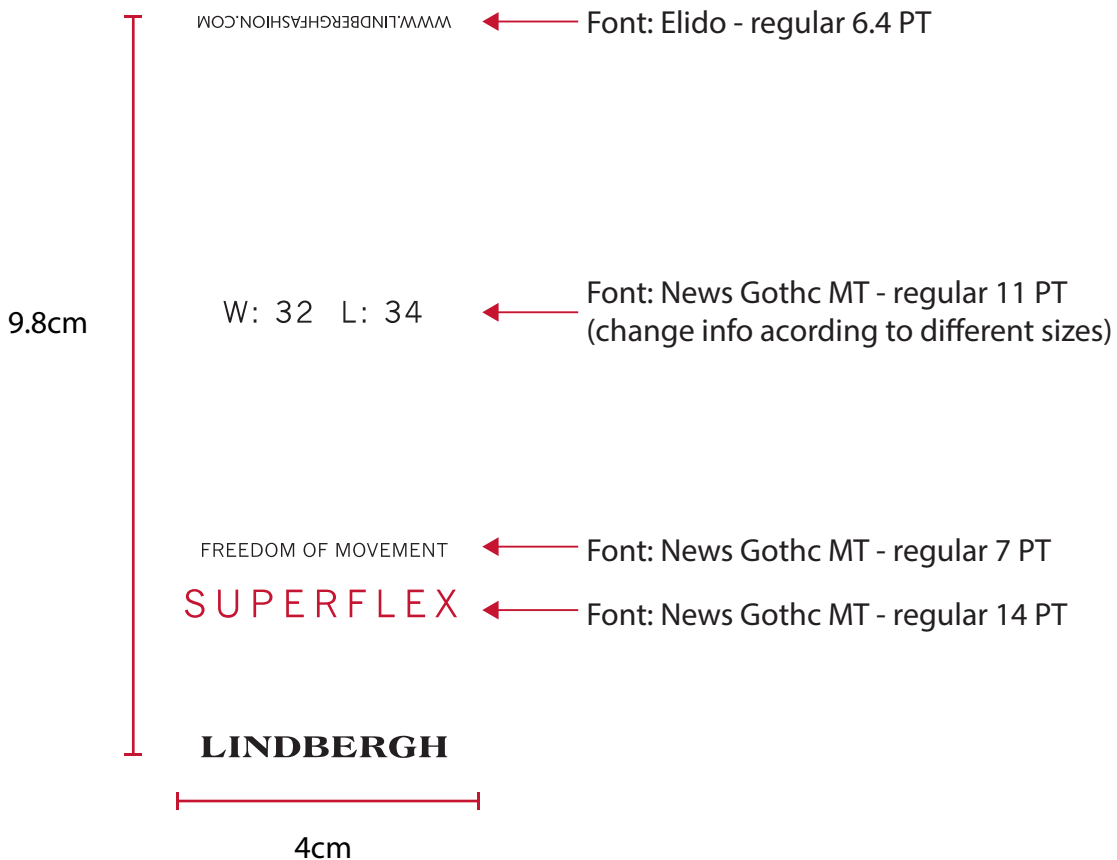 WWW.LINDBERGHFASHION.COM
Font: Elido - regular 6.4 PT
9.8cm
W: 32 L: 34
Font: News Gothc MT - regular 11 PT
(change info acording to different sizes)
FREEDOM OF MOVEMENT
Font: News Gothc MT - regular 7 PT
SUPERFLEX
Font: News Gothc MT - regular 14 PT
LINDBERGH
4cm